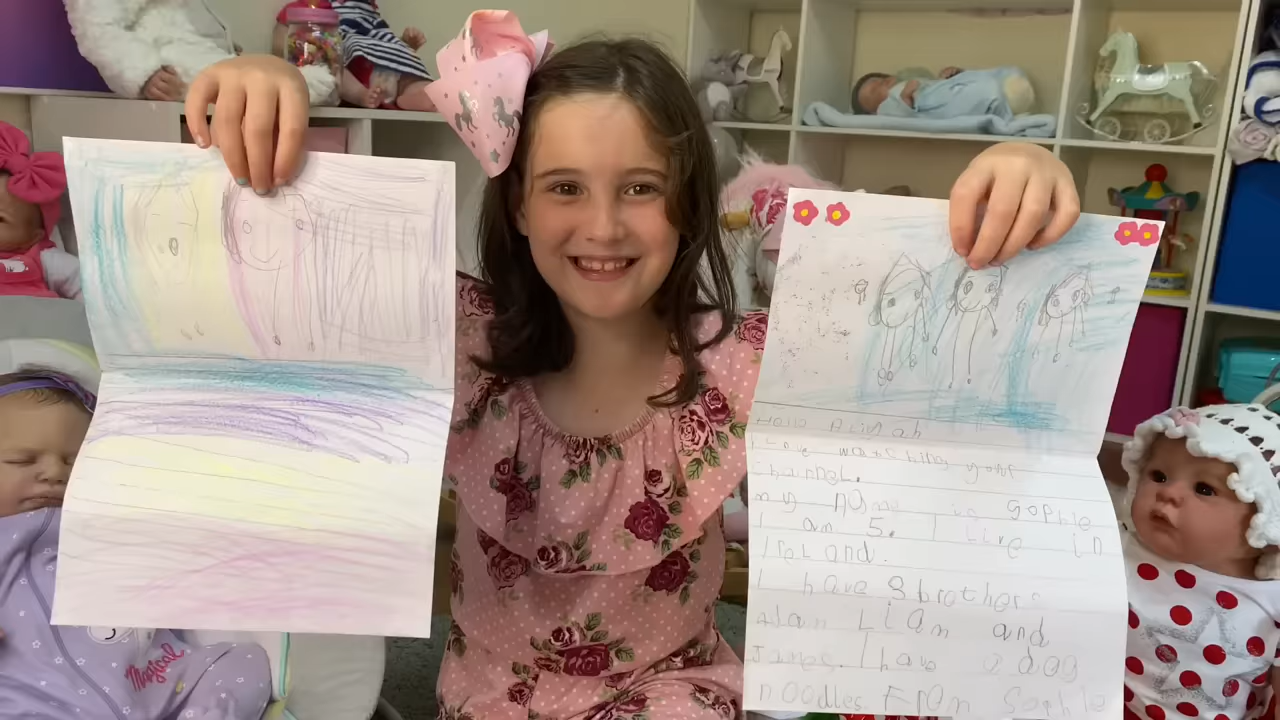 Hello Aliyah
I Love watching your
channel.
my name is Sophie
I am 5. I Live in
Ireland.
I have 3 brothers
Alan Liam and
James. I have a dog
noodles. From Sophie
Magical